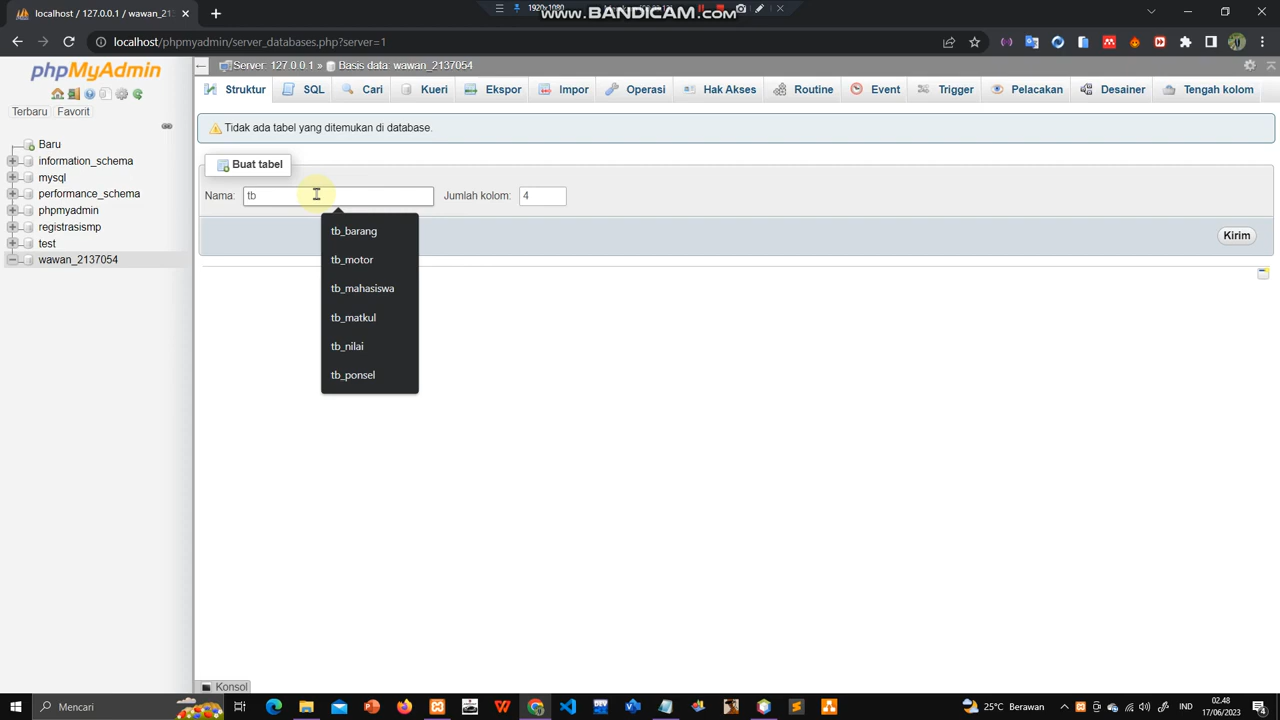 www.BANDICAM.com
1920x1080
localhost / 127.0.0.1 / wawan_213
localhost/phpmyadmin/server_databases.php?server=1
phpMyAdmin
Terbaru
Favorit
Baru
information_schema
mysql
performance_schema
phpmyadmin
registrasismp
test
wawan_2137054
Server: 127.0.0.1 » Basis data: wawan_2137054
Struktur
SQL
Cari
Kueri
Ekspor
Impor
Operasi
Hak Akses
Routine
Event
Trigger
Pelacakan
Desainer
Tengah kolom
Tidak ada tabel yang ditemukan di database.
Buat tabel
Nama: tb
Jumlah kolom: 4
tb_barang
tb_motor
tb_mahasiswa
tb_matkul
tb_nilai
tb_ponsel
Kirim
Konsol
Mencari
25°C Berawan
IND
02.48
17/06/2023